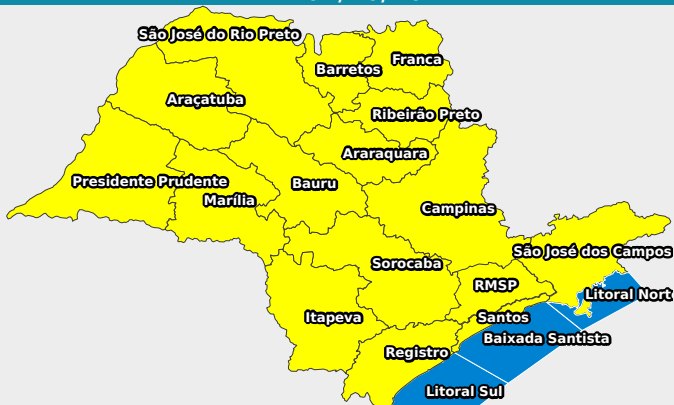 São José do Rio Preto
Franca
Barretos
Araçatuba
Ribeirão Preto
Araraquara
Presidente Prudente
Bauru
Marília
Campinas
São José dos Campos
Sorocaba
RMSP
Litoral Nort
Itapeva
Santos
Baixada Santista
Registro
Litoral Sul